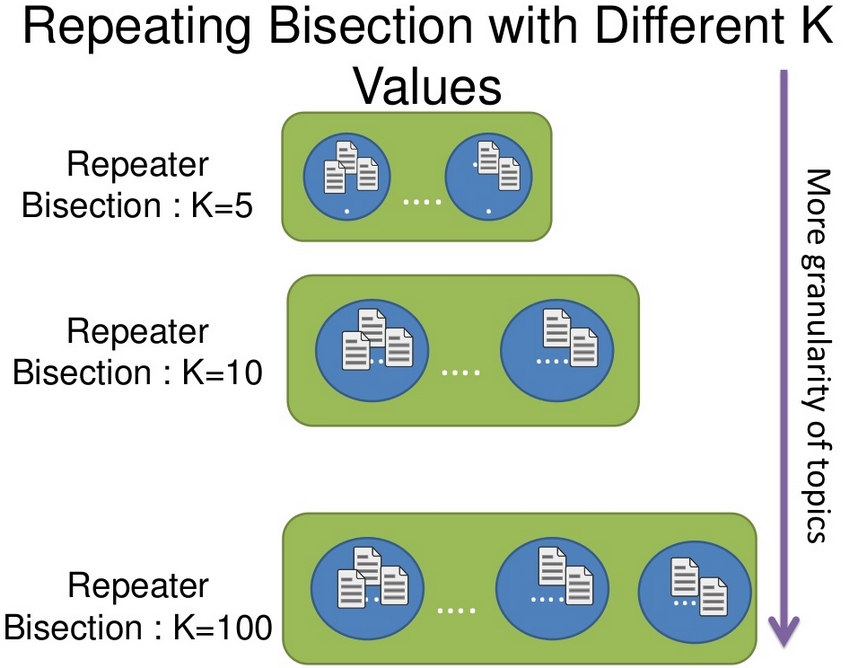 Repeating Bisection with Different K
Values
Repeater
Bisection : K=5
....
Repeater
Bisection : K=10
....
Repeater
Bisection : K=100
....
More granularity of topics